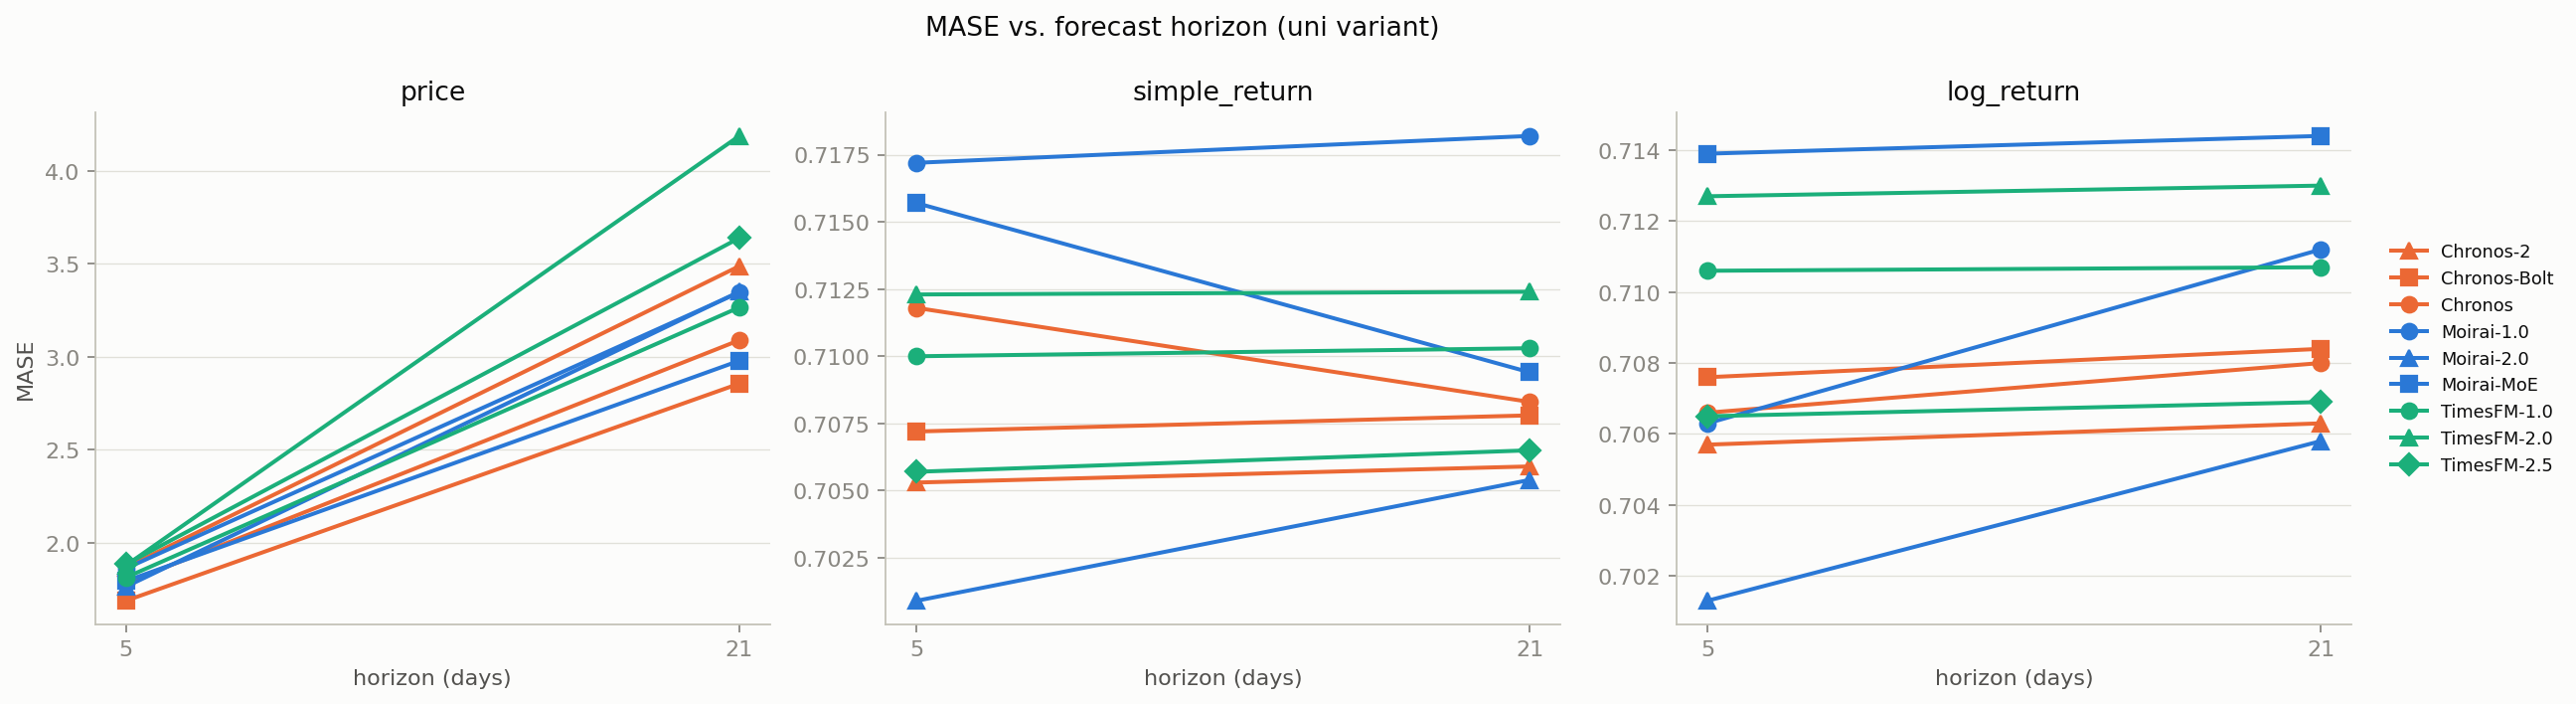 MASE vs. forecast horizon (uni variant)
price
4.0
3.5
3.0
2.5
2.0
MASE
5
21
horizon (days)
simple_return
0.7175
0.7150
0.7125
0.7100
0.7075
0.7050
0.7025
5
21
horizon (days)
log_return
0.714
0.712
0.710
0.708
0.706
0.704
0.702
5
21
horizon (days)
Chronos-2
Chronos-Bolt
Chronos
Moirai-1.0
Moirai-2.0
Moirai-MoE
TimesFM-1.0
TimesFM-2.0
TimesFM-2.5